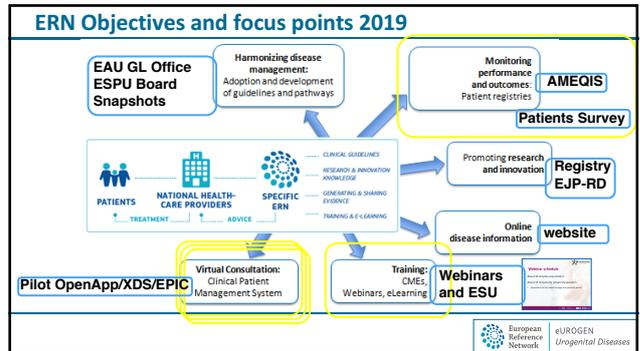 ERN Objectives and focus points 2019
EAU GL Office
ESPU Board
Snapshots
Harmonizing disease
management:
Adoption and development
of guidelines and pathways
Monitoring
performance
and outcomes:
Patient registries
AMEQIS
Patients Survey
PATIENTS
NATIONAL HEALTH-
CARE PROVIDERS
SPECIFIC
ERN
TREATMENT
ADVICE
CLINICAL GUIDELINES
RESEARCH & INNOVATION
KNOWLEDGE
GENERATING & SHARING
EVIDENCE
TRAINING & E-LEARNING
Promoting research
and innovation
Registry
EJP-RD
Online
disease information
website
Pilot OpenApp/XDS/EPIC
Virtual Consultation:
Clinical Patient
Management System
Training:
CMEs,
Webinars, eLearning
Webinars
and ESU
Webinar schedule
European
Reference
Network
eUROGEN
Urogenital Diseases